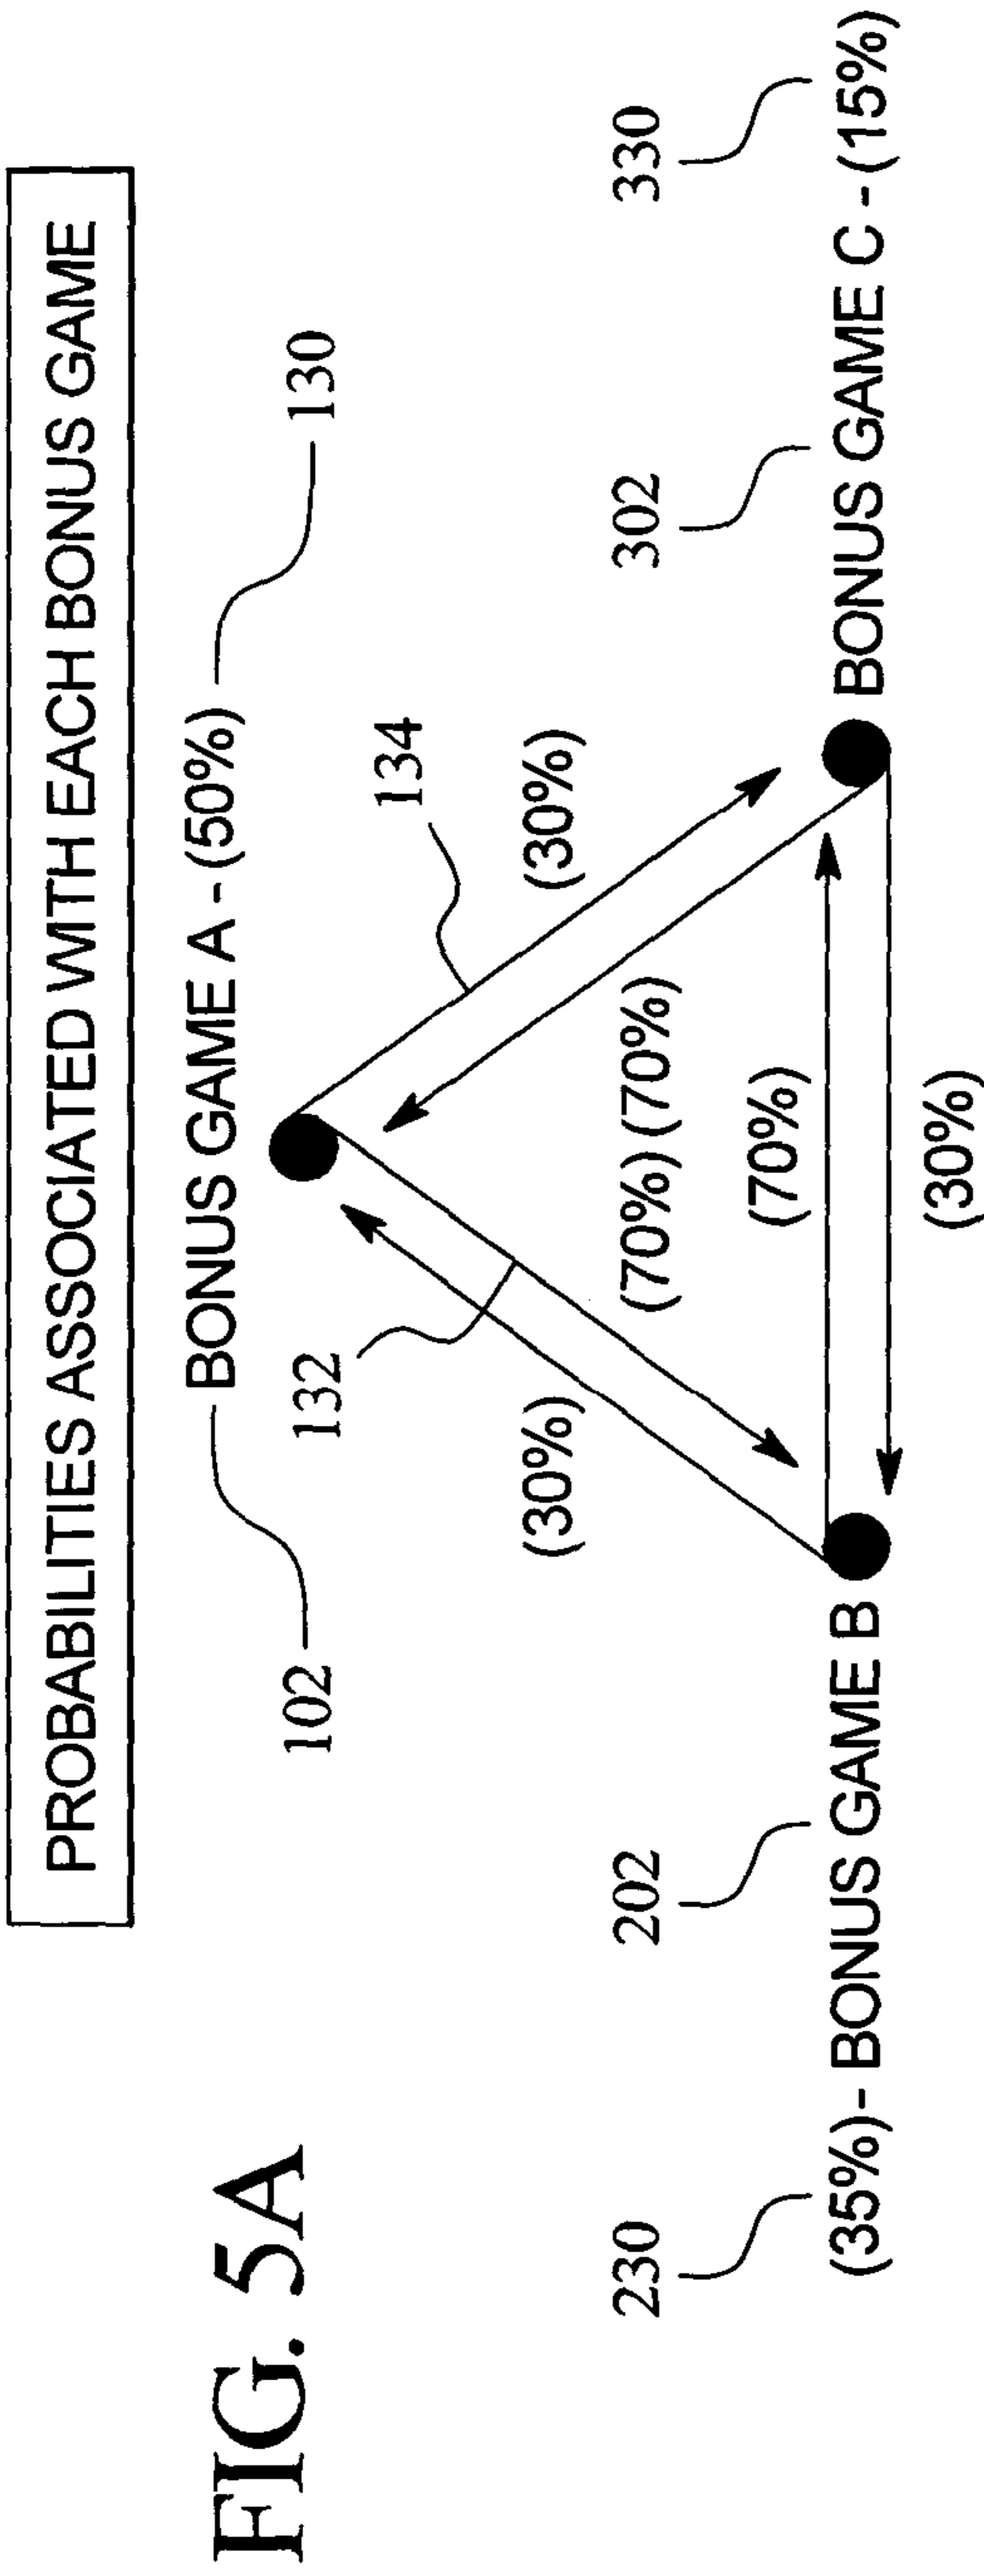 FIG. 5A
PROBABILITIES ASSOCIATED WITH EACH BONUS GAME
BONUS GAME A - (50%)
102
130
132
134
(30%)
(30%)
(70%) (70%)
230
202
302
330
(70%)
(35%) - BONUS GAME B
BONUS GAME C - (15%)
(30%)